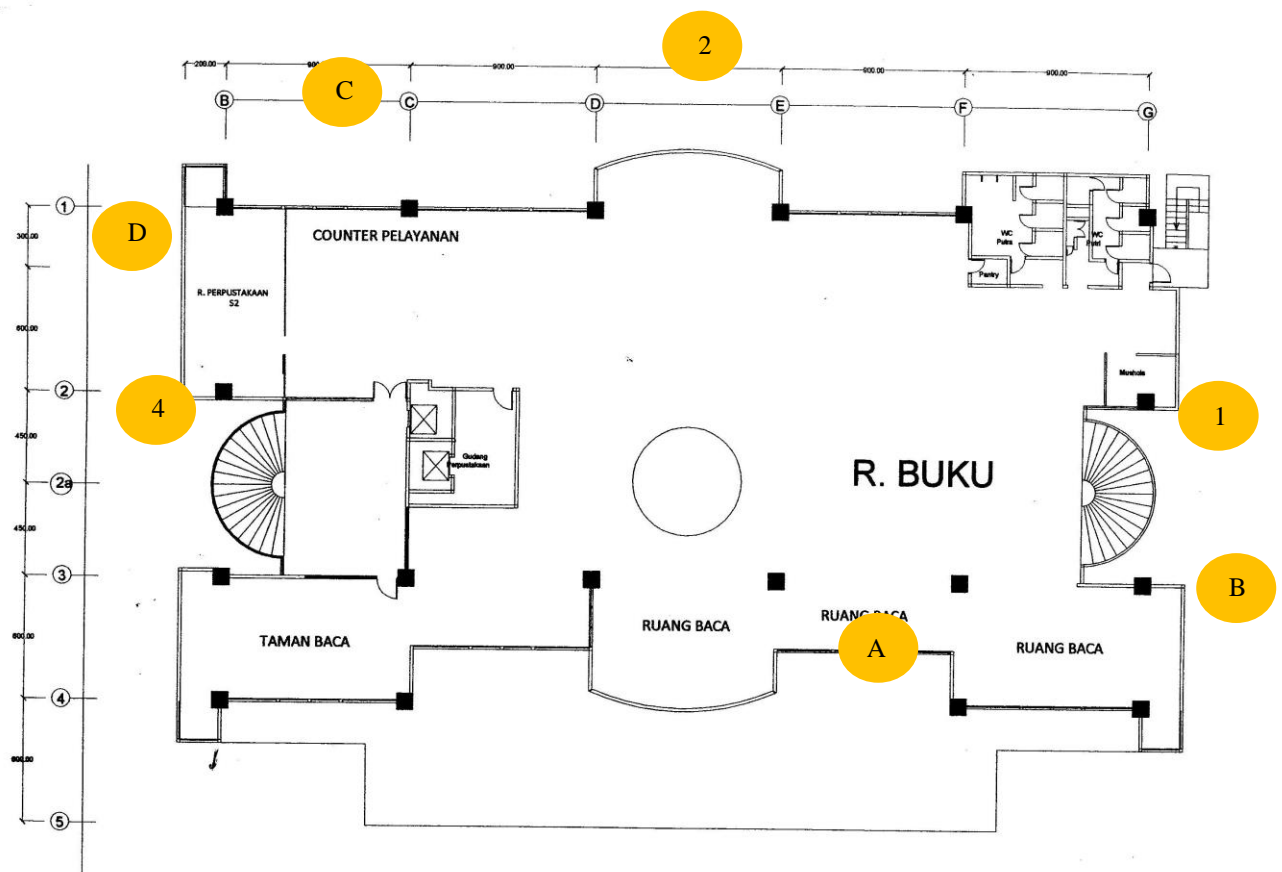 2
200.00
900.00
900.00
900.00
900.00
C
B
C
D
E
F
G
1
D
300.00
COUNTER PELAYANAN
WC
Putra
WC
Putri
Pantry
R. PERPUSTAKAAN
S2
600.00
2
4
Musholа
1
450.00
Gudang
Perpustakaan
2a
R. BUKU
450.00
3
B
600.00
TAMAN BACA
RUANG BACA
RUANG BACA
RUANG BACA
A
4
600.00
5